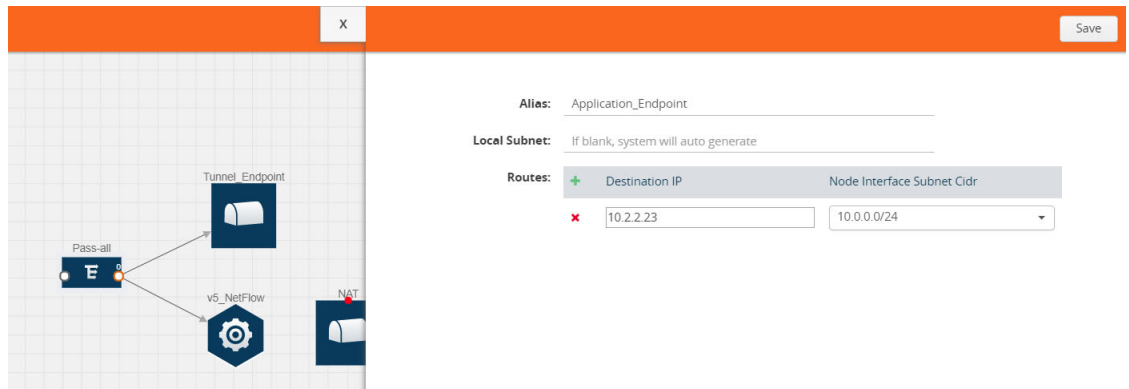 X
Save
Alias: Application_Endpoint
Local Subnet: If blank, system will auto generate
Routes: + Destination IP Node Interface Subnet Cidr
× 10.2.2.23 10.0.0.0/24
Tunnel_Endpoint
Pass-all
0
v5_NetFlow
NAT